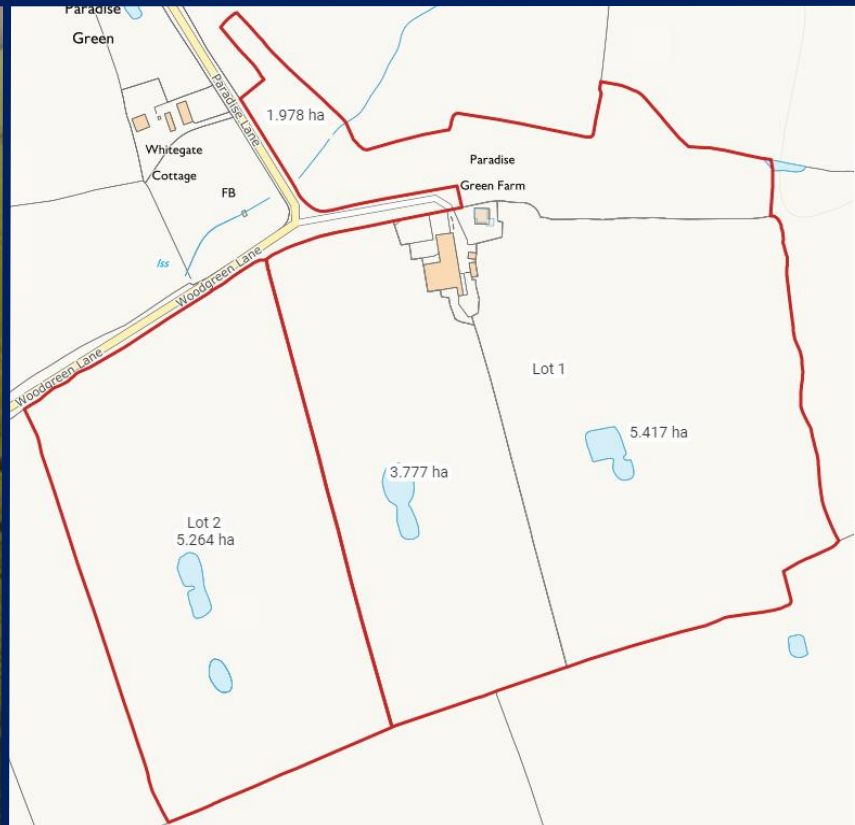 Paradise
Green
Paradise Lane
1.978 ha
Whitegate
Cottage
Paradise
Green Farm
FB
Iss
Woodgreen Lane
Woodgreen Lane
Lot 1
5.417 ha
3.777 ha
Lot 2
5.264 ha